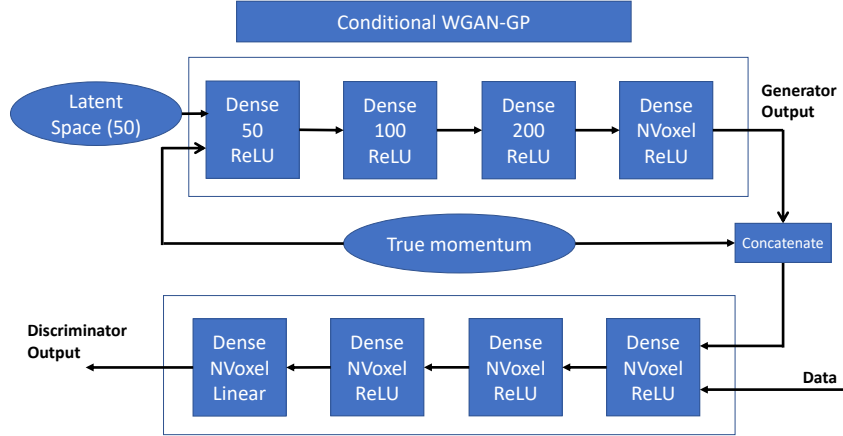 Conditional WGAN-GP
Latent
Space (50)
Dense
50
ReLU
Dense
100
ReLU
Dense
200
ReLU
Dense
NVoxel
ReLU
Generator
Output
True momentum
Concatenate
Discriminator
Output
Dense
NVoxel
Linear
Dense
NVoxel
ReLU
Dense
NVoxel
ReLU
Dense
NVoxel
ReLU
Data